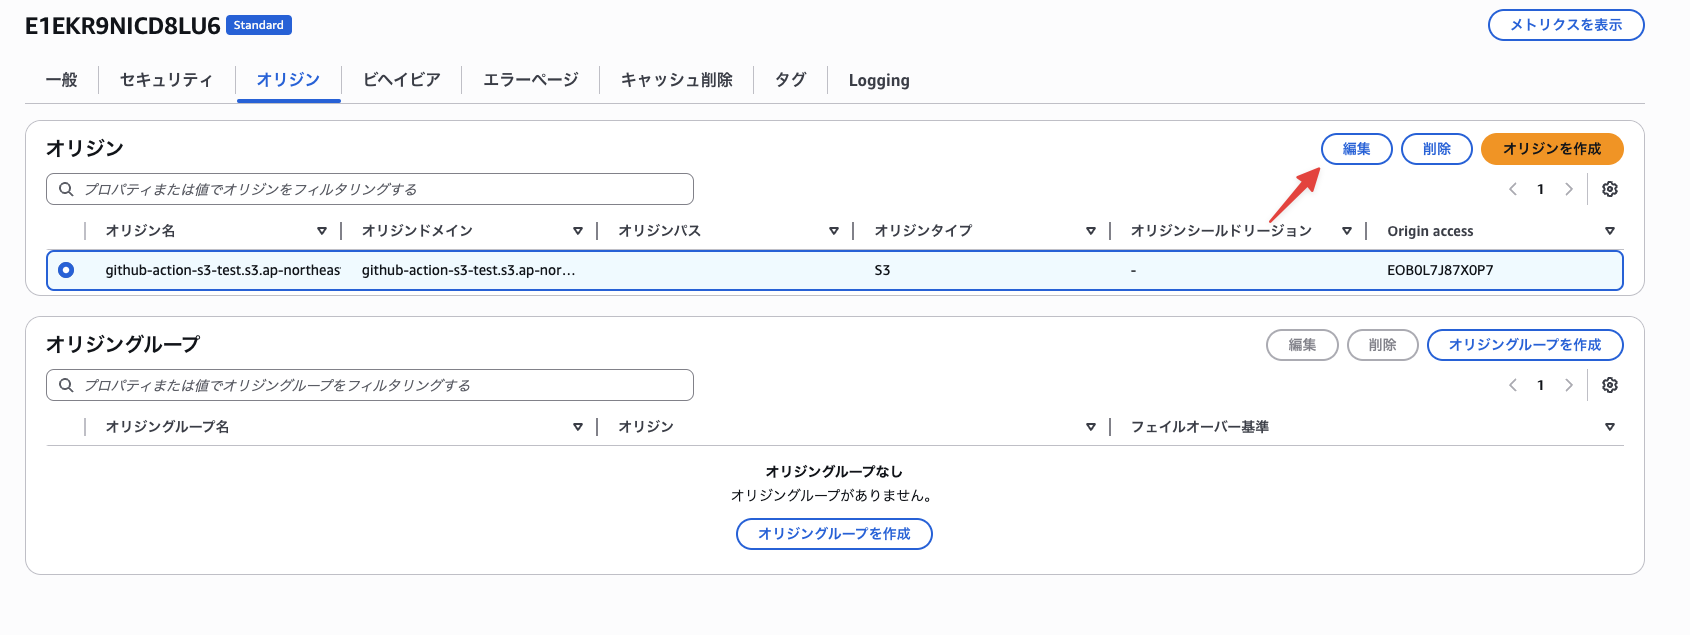 E1EKR9NICD8LU6 Standard メトリクスを表示
一般 セキュリティ オリジン ビヘイビア エラーページ キャッシュ削除 タグ Logging
オリジン 編集 削除 オリジンを作成
プロパティまたは値でオリジンをフィルタリングする 1
オリジン名 オリジンドメイン オリジンパス オリジンタイプ オリジンシールドリージョン Origin access
github-action-s3-test.s3.ap-northeas github-action-s3-test.s3.ap-nor... S3 - EOB0L7J87X0P7
オリジングループ 編集 削除 オリジングループを作成
プロパティまたは値でオリジングループをフィルタリングする 1
オリジングループ名 オリジン フェイルオーバー基準
オリジングループなし
オリジングループがありません。
オリジングループを作成